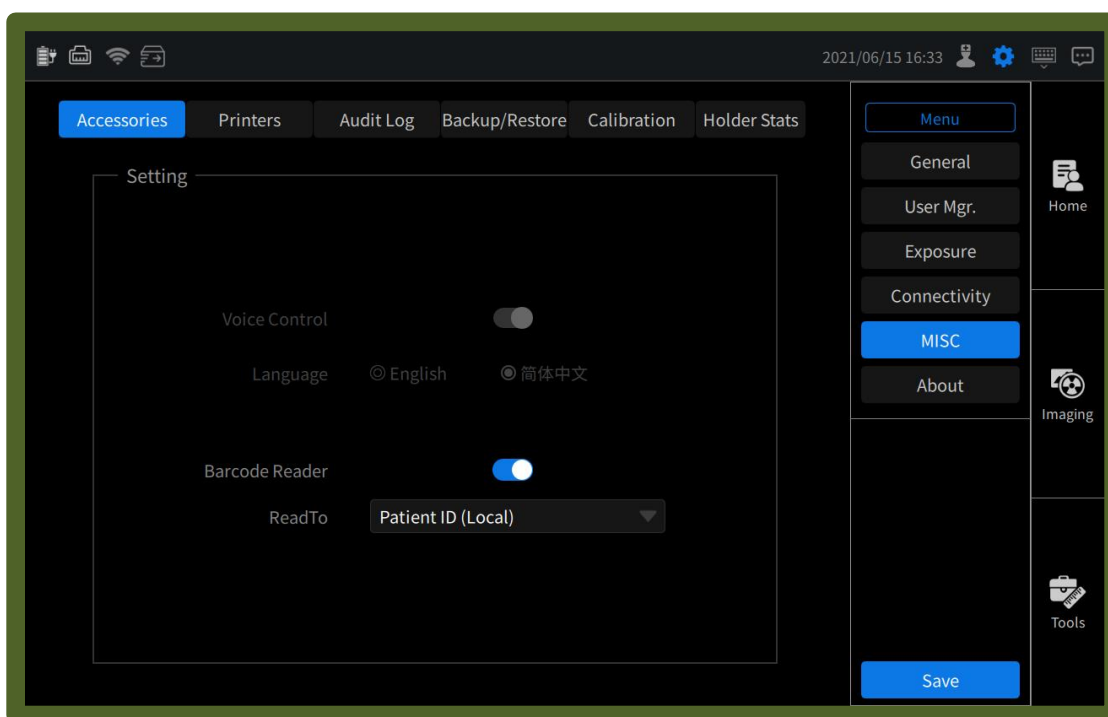 2021/06/15 16:33
Accessories Printers Audit Log Backup/Restore Calibration Holder Stats
Setting
Voice Control
Language English 简体中文
Barcode Reader
ReadTo Patient ID (Local)
Menu
General
User Mgr.
Exposure
Connectivity
MISC
About
Save
Home
Imaging
Tools